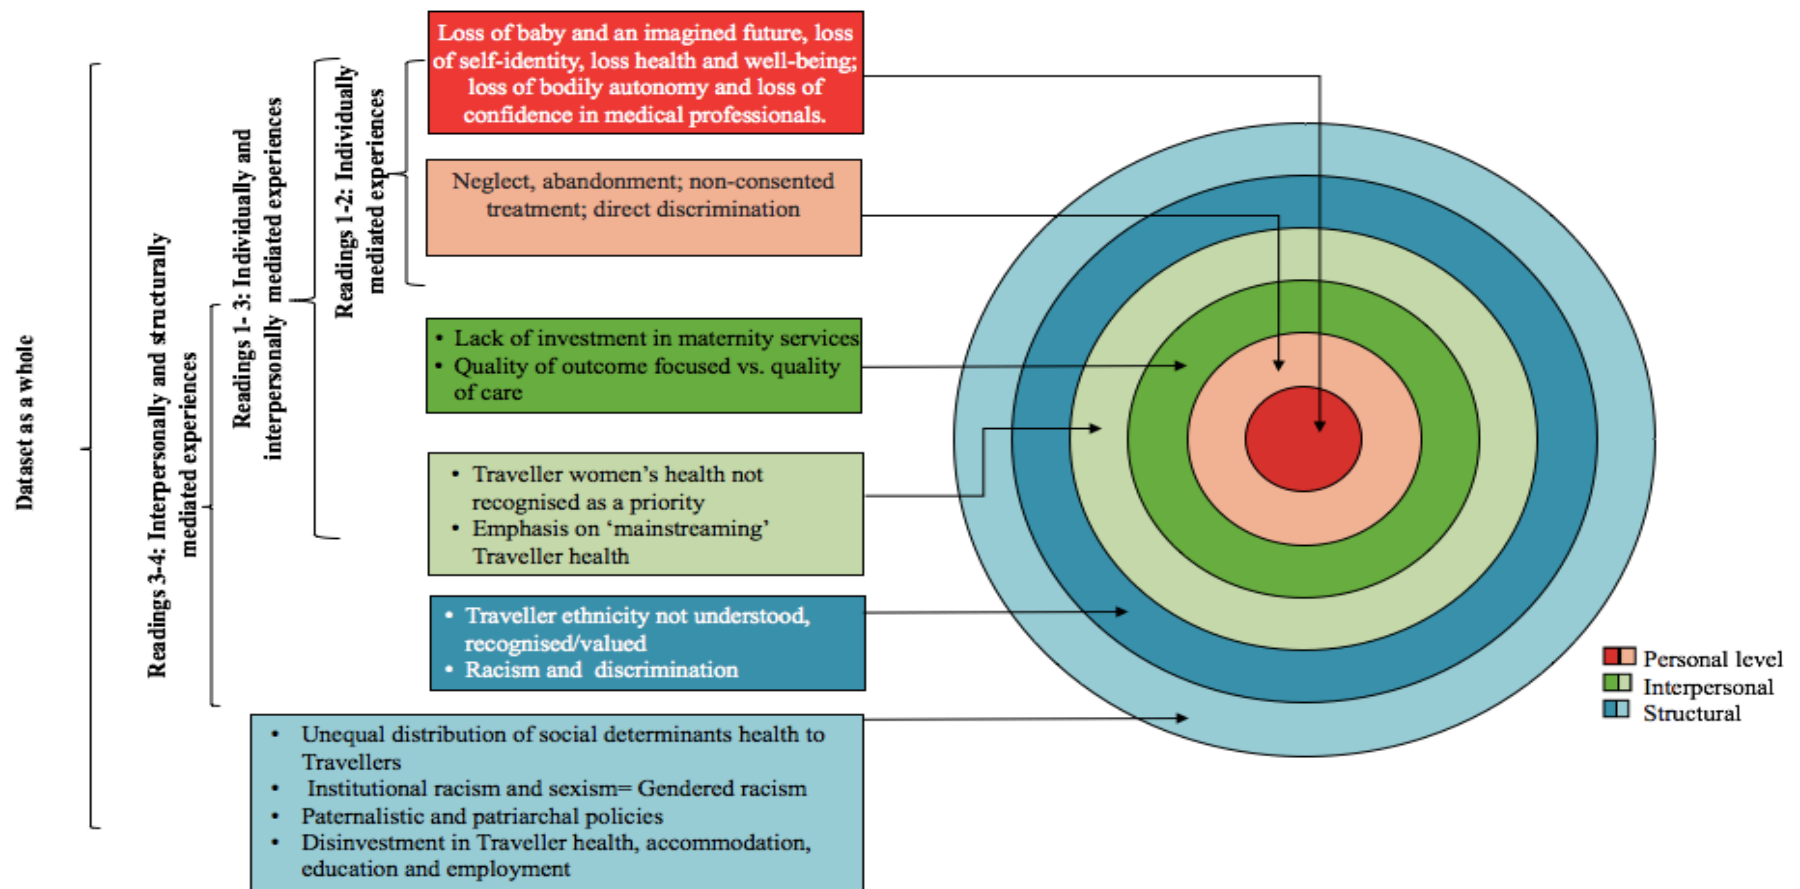 Dataset as a whole
Readings 3-4: Interpersonally and structurally
mediated experiences
Readings 1- 3: Individually and
interpersonally mediated experiences
Readings 1-2: Individually
mediated experiences
Loss of baby and an imagined future, loss
of self-identity, loss health and well-being;
loss of bodily autonomy and loss of
confidence in medical professionals.
Neglect, abandonment; non-consented
treatment; direct discrimination
• Lack of investment in maternity services
• Quality of outcome focused vs. quality
of care
• Traveller women’s health not
recognised as a priority
• Emphasis on ‘mainstreaming’
Traveller health
• Traveller ethnicity not understood,
recognised/valued
• Racism and discrimination
• Unequal distribution of social determinants health to
Travellers
• Institutional racism and sexism= Gendered racism
• Paternalistic and patriarchal policies
• Disinvestment in Traveller health, accommodation,
education and employment
Personal level
Interpersonal
Structural